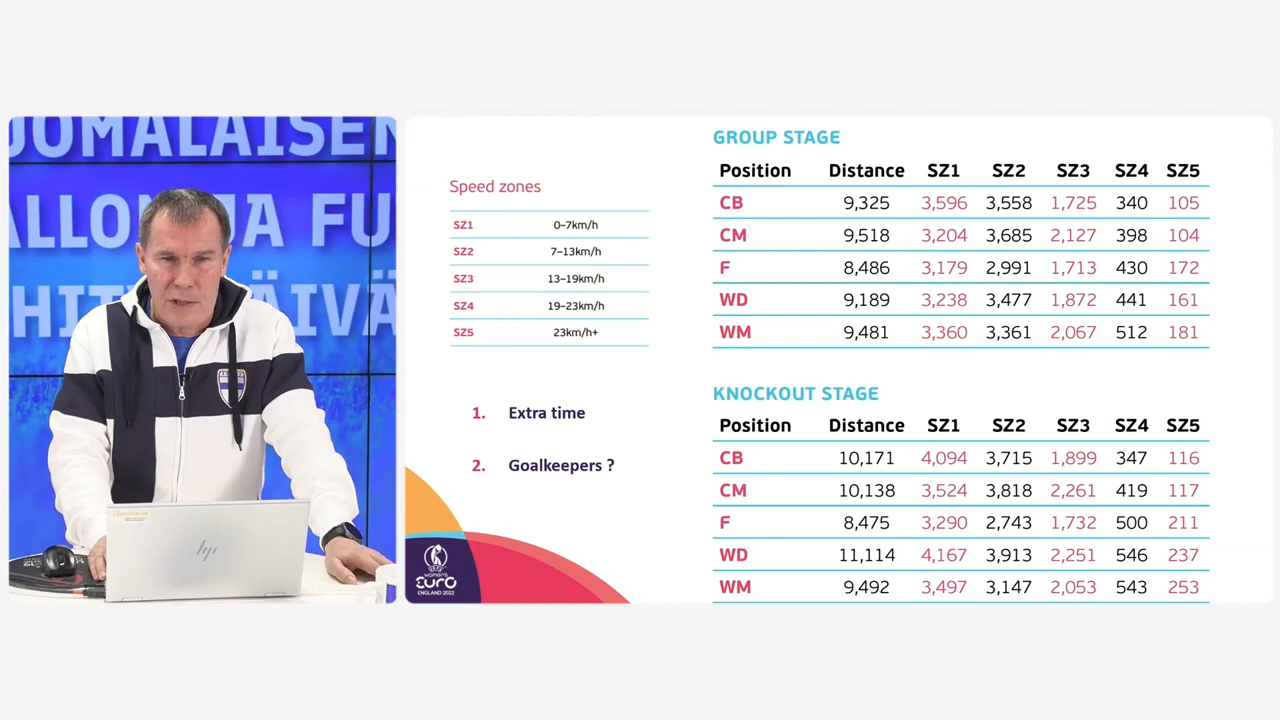 UOMALAISEN
ALLON JA FU
HIT ÄIVÄ
hp
Speed zones
SZ1 0–7km/h
SZ2 7–13km/h
SZ3 13–19km/h
SZ4 19–23km/h
SZ5 23km/h+
1. Extra time
2. Goalkeepers ?
UEFA
women's
EURO
ENGLAND 2022
GROUP STAGE
Position Distance SZ1 SZ2 SZ3 SZ4 SZ5
CB 9,325 3,596 3,558 1,725 340 105
CM 9,518 3,204 3,685 2,127 398 104
F 8,486 3,179 2,991 1,713 430 172
WD 9,189 3,238 3,477 1,872 441 161
WM 9,481 3,360 3,361 2,067 512 181
KNOCKOUT STAGE
Position Distance SZ1 SZ2 SZ3 SZ4 SZ5
CB 10,171 4,094 3,715 1,899 347 116
CM 10,138 3,524 3,818 2,261 419 117
F 8,475 3,290 2,743 1,732 500 211
WD 11,114 4,167 3,913 2,251 546 237
WM 9,492 3,497 3,147 2,053 543 253